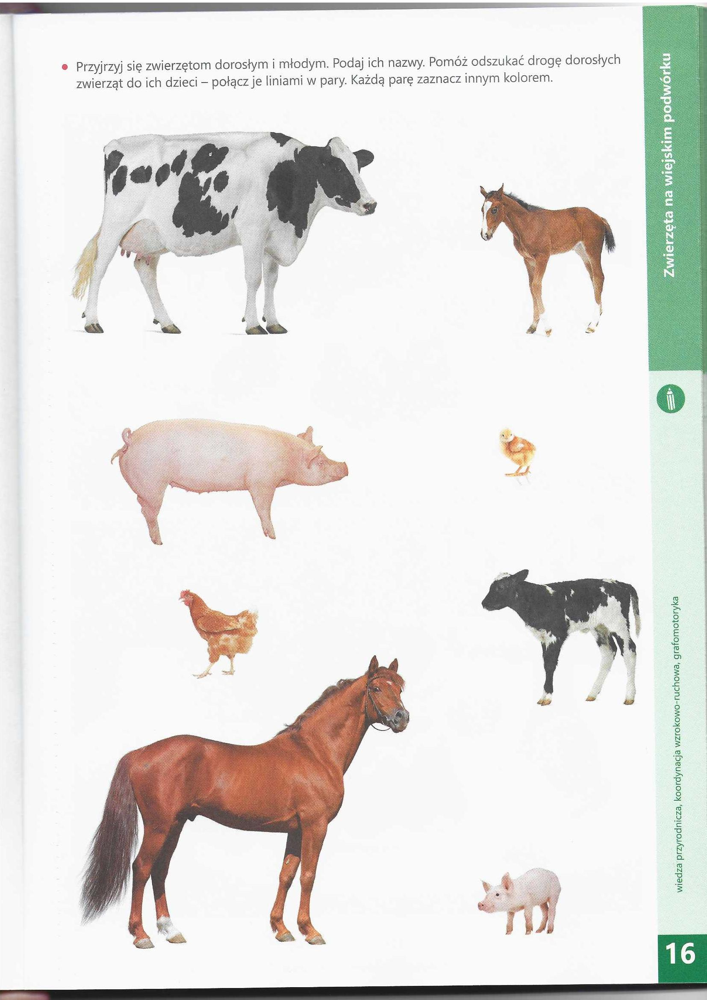 • Przyjrzyj się zwierzętom dorosłym i młodym. Podaj ich nazwy. Pomóż odszukać drogę dorosłych
zwierząt do ich dzieci – połącz je liniami w pary. Każdą parę zaznacz innym kolorem.
Zwierzęta na wiejskim podwórku
wiedza przyrodnicza, koordynacja wzrokowo-ruchowa, grafomotoryka
16